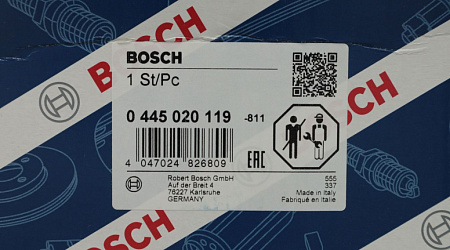 BOSCH
1 St/Pc
0 445 020 119 -811
4 047024 826809
EAC
Robert Bosch GmbH
Auf der Breit 4
76227 Karlsruhe
GERMANY
555
337
Made in Italy
Fabriqué en Italie
BOSCH
BOSCH
BOSCH